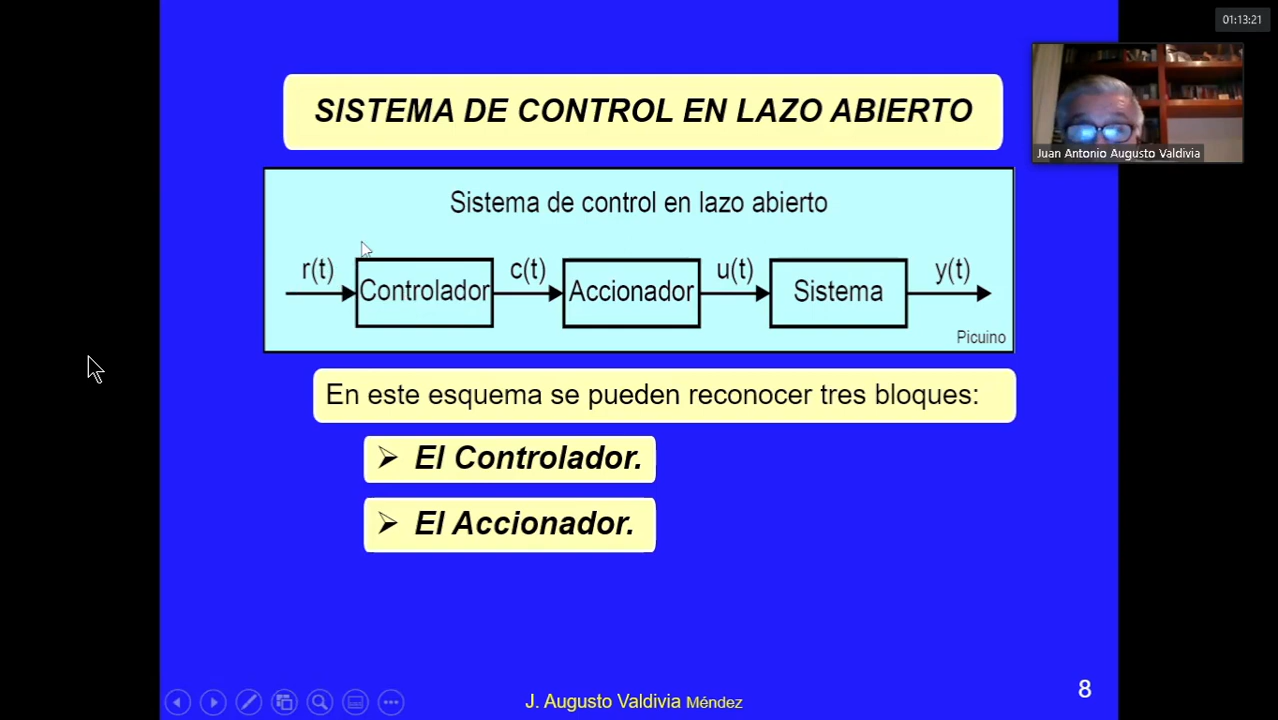 01:13:21
SISTEMA DE CONTROL EN LAZO ABIERTO
Juan Antonio Augusto Valdivia
Sistema de control en lazo abierto
r(t) Controlador c(t) Accionador u(t) Sistema y(t)
Picuino
En este esquema se pueden reconocer tres bloques:
➢ El Controlador.
➢ El Accionador.
J. Augusto Valdivia Méndez
8